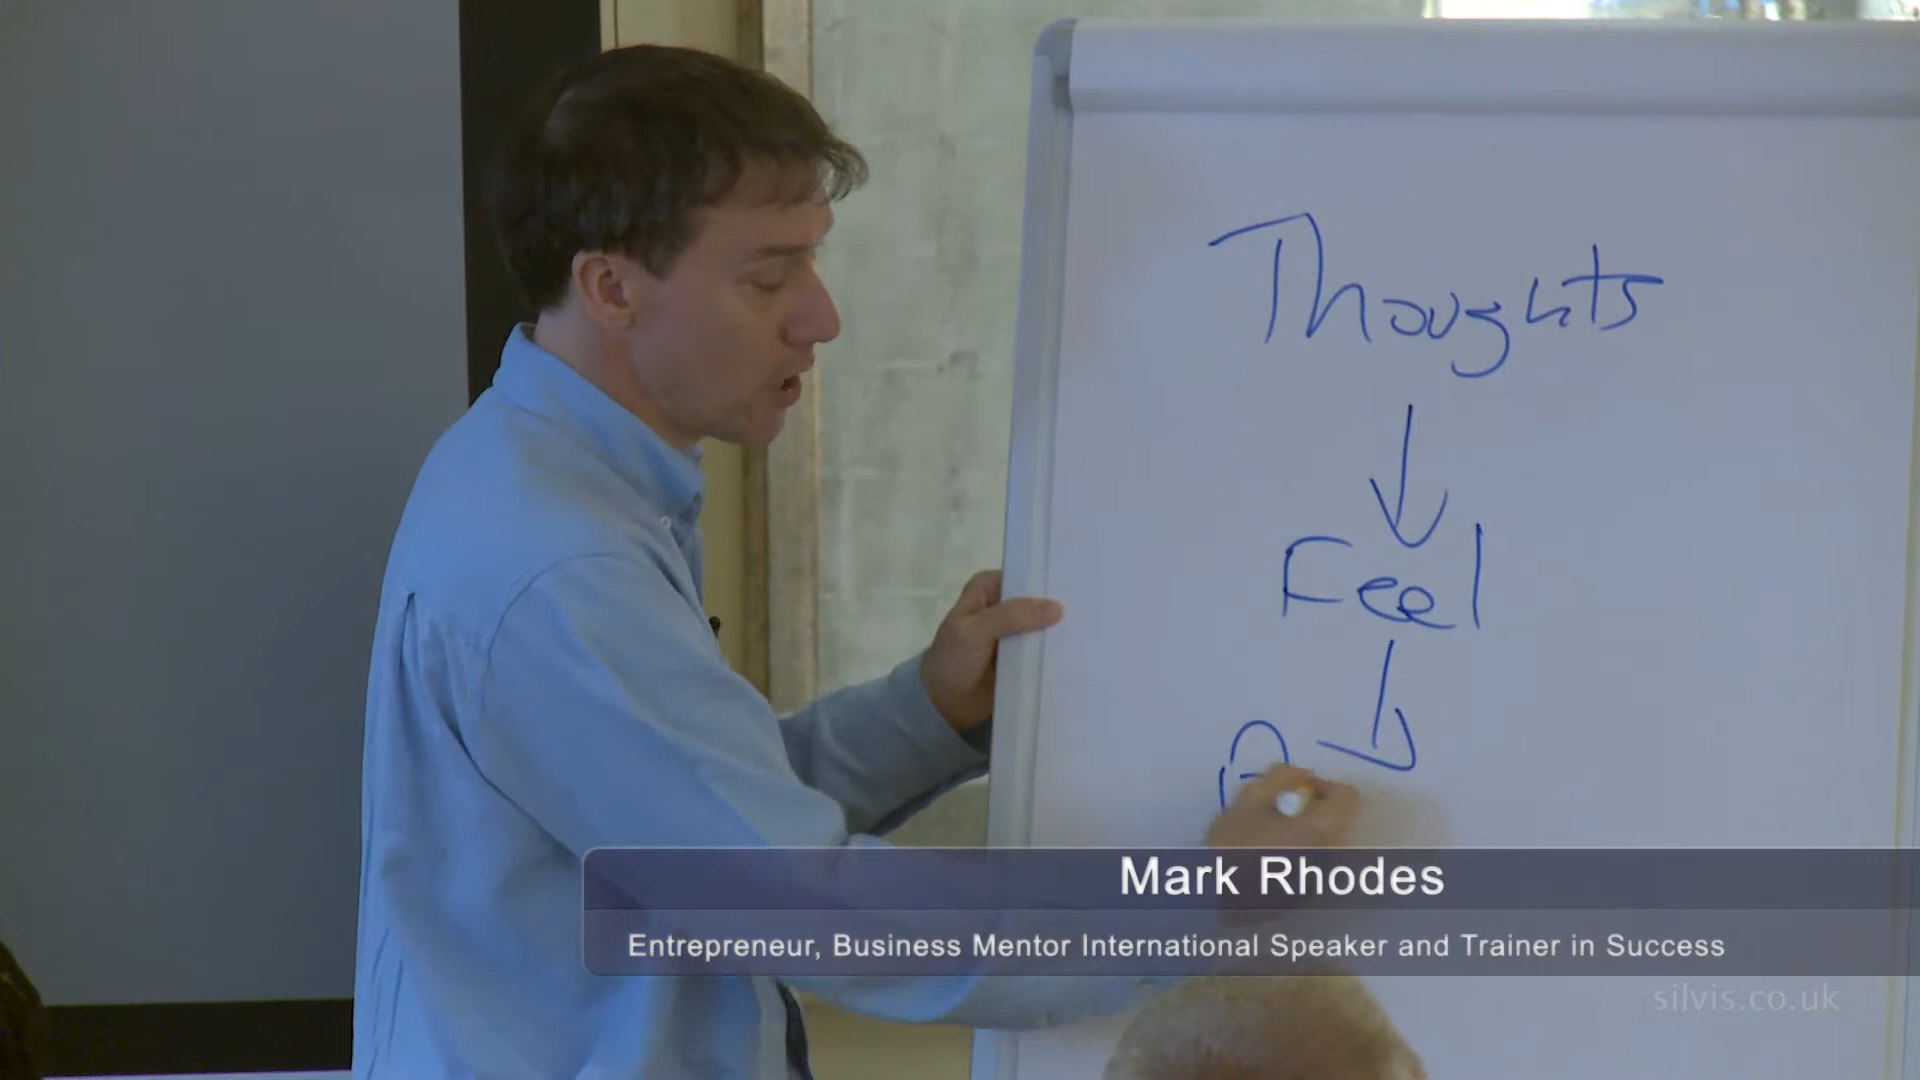 Thoughts
Feel
A
Mark Rhodes
Entrepreneur, Business Mentor International Speaker and Trainer in Success
silvis.co.uk